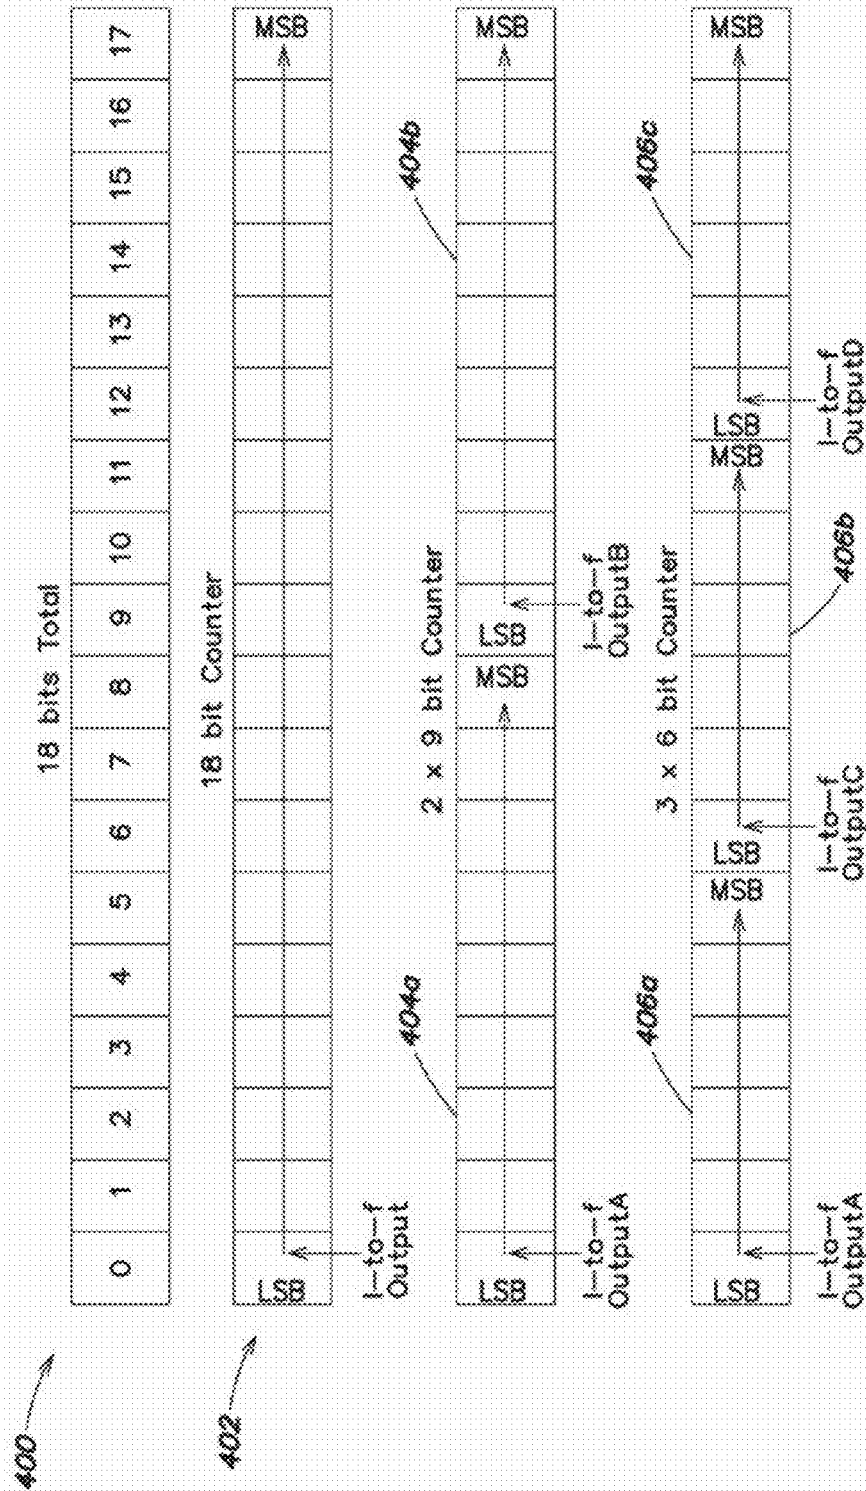 400
18 bits Total
0 1 2 3 4 5 6 7 8 9 10 11 12 13 14 15 16 17
402
18 bit Counter
LSB MSB
I-to-f
Output
404a
2 x 9 bit Counter
404b
LSB MSB LSB MSB
I-to-f
OutputA
I-to-f
OutputB
406a
3 x 6 bit Counter
406c
LSB MSB LSB MSB LSB MSB
I-to-f
OutputA
I-to-f
OutputC
406b
I-to-f
OutputD